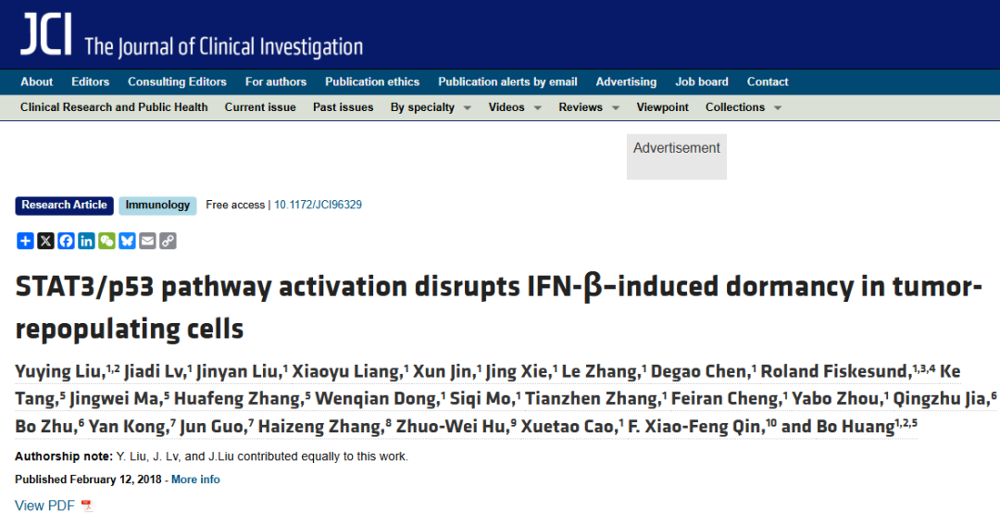 JCI The Journal of Clinical Investigation
About Editors Consulting Editors For authors Publication ethics Publication alerts by email Advertising Job board Contact
Clinical Research and Public Health Current issue Past issues By specialty Videos Reviews Viewpoint Collections
Advertisement
Research Article Immunology Free access | 10.1172/JCI96329
STAT3/p53 pathway activation disrupts IFN-β–induced dormancy in tumor-
repopulating cells
Yuying Liu,1,2 Jiadi Lv,1 Jinyan Liu,1 Xiaoyu Liang,1 Xun Jin,1 Jing Xie,1 Le Zhang,1 Degao Chen,1 Roland Fiskesund,1,3,4 Ke
Tang,5 Jingwei Ma,5 Huafeng Zhang,5 Wenqian Dong,1 Siqi Mo,1 Tianzhen Zhang,1 Feiran Cheng,1 Yabo Zhou,1 Qingzhu Jia,6
Bo Zhu,6 Yan Kong,7 Jun Guo,7 Haizeng Zhang,8 Zhuo-Wei Hu,9 Xuetao Cao,1 F. Xiao-Feng Qin,10 and Bo Huang1,2,5
Authorship note: Y. Liu, J. Lv, and J.Liu contributed equally to this work.
Published February 12, 2018 - More info
View PDF